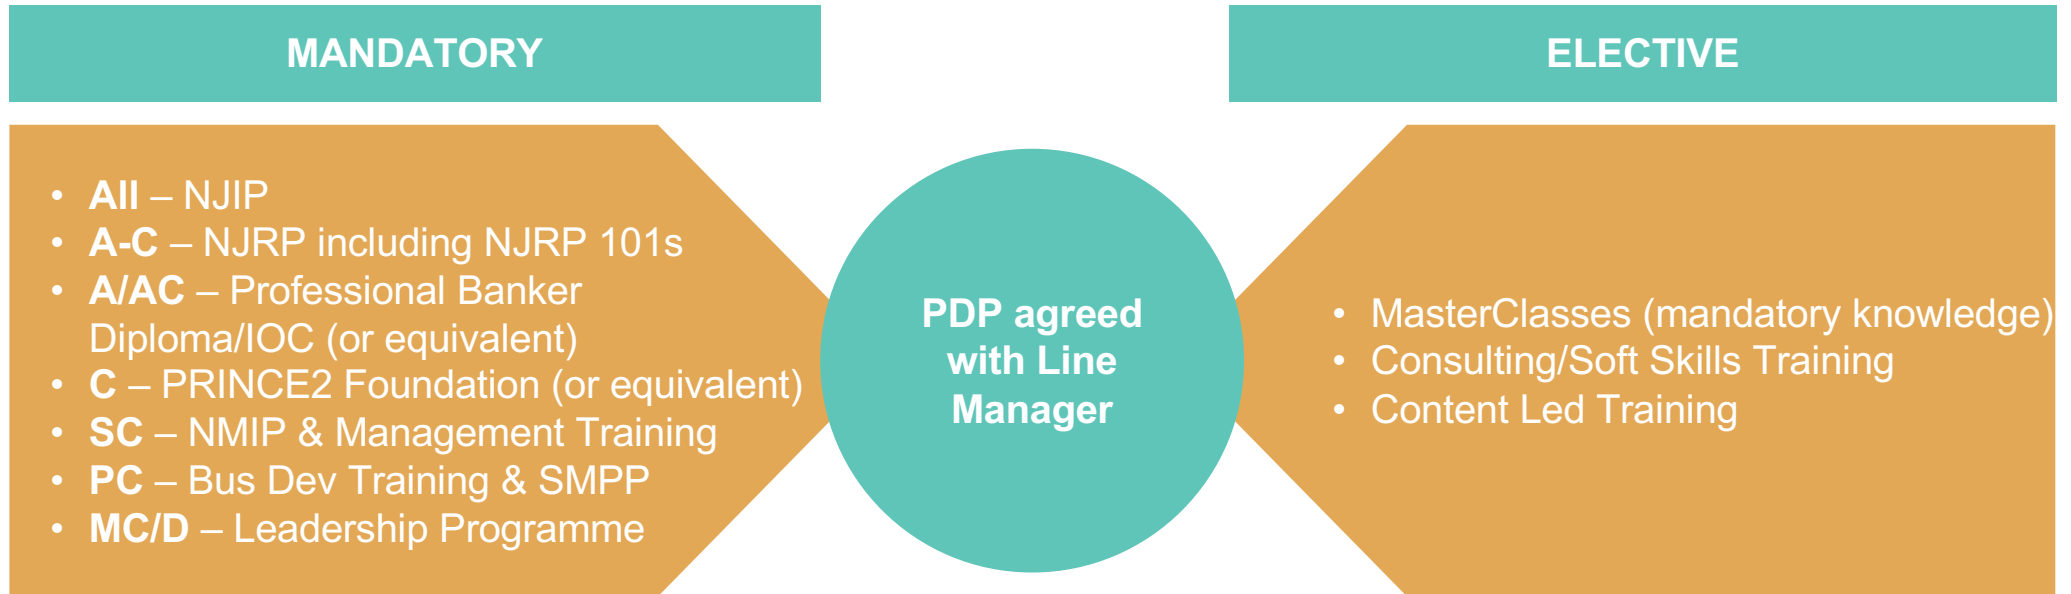 MANDATORY
• All – NJIP
• A-C – NJRP including NJRP 101s
• A/AC – Professional Banker
Diploma/IOC (or equivalent)
• C – PRINCE2 Foundation (or equivalent)
• SC – NMIP & Management Training
• PC – Bus Dev Training & SMPP
• MC/D – Leadership Programme
PDP agreed
with Line
Manager
ELECTIVE
• MasterClasses (mandatory knowledge)
• Consulting/Soft Skills Training
• Content Led Training